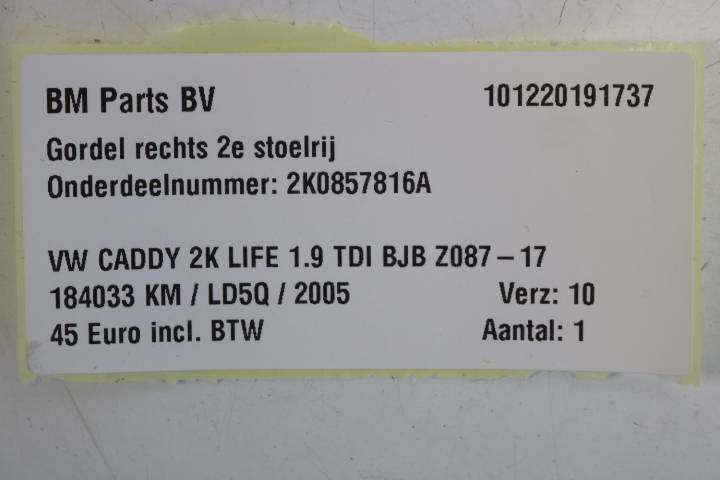 BM Parts BV 101220191737
Gordel rechts 2e stoelrij
Onderdeelnummer: 2K0857816A
VW CADDY 2K LIFE 1.9 TDI BJB Z087-17
184033 KM / LD5Q / 2005 Verz: 10
45 Euro incl. BTW Aantal: 1